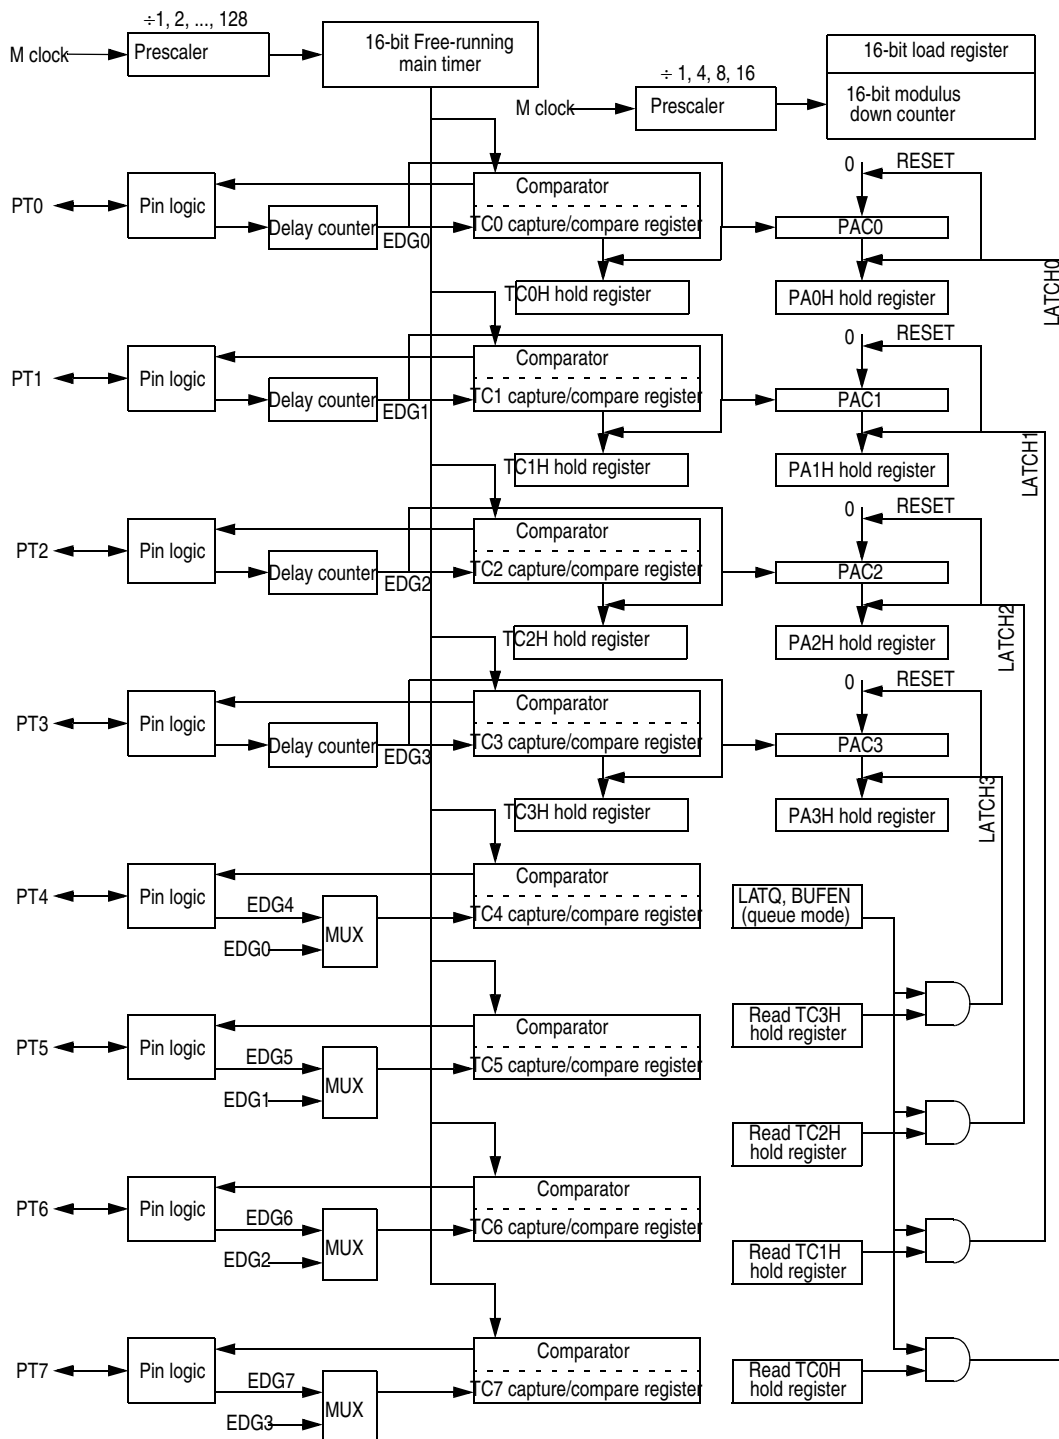 ÷1, 2, ..., 128
M clock
Prescaler
16-bit Free-running
main timer
÷ 1, 4, 8, 16
M clock
Prescaler
16-bit load register
16-bit modulus
down counter
PT0
Pin logic
Delay counter
EDG0
Comparator
TC0 capture/compare register
TC0H hold register
0
RESET
PAC0
PA0H hold register
LATCH0
PT1
Pin logic
Delay counter
EDG1
Comparator
TC1 capture/compare register
TC1H hold register
0
RESET
PAC1
PA1H hold register
LATCH1
PT2
Pin logic
Delay counter
EDG2
Comparator
TC2 capture/compare register
TC2H hold register
0
RESET
PAC2
PA2H hold register
LATCH2
PT3
Pin logic
Delay counter
EDG3
Comparator
TC3 capture/compare register
TC3H hold register
0
RESET
PAC3
PA3H hold register
LATCH3
PT4
Pin logic
EDG4
EDG0
MUX
Comparator
TC4 capture/compare register
LATQ, BUFEN
(queue mode)
PT5
Pin logic
EDG5
EDG1
MUX
Comparator
TC5 capture/compare register
Read TC3H
hold register
Read TC2H
hold register
PT6
Pin logic
EDG6
EDG2
MUX
Comparator
TC6 capture/compare register
Read TC1H
hold register
PT7
Pin logic
EDG7
EDG3
MUX
Comparator
TC7 capture/compare register
Read TC0H
hold register